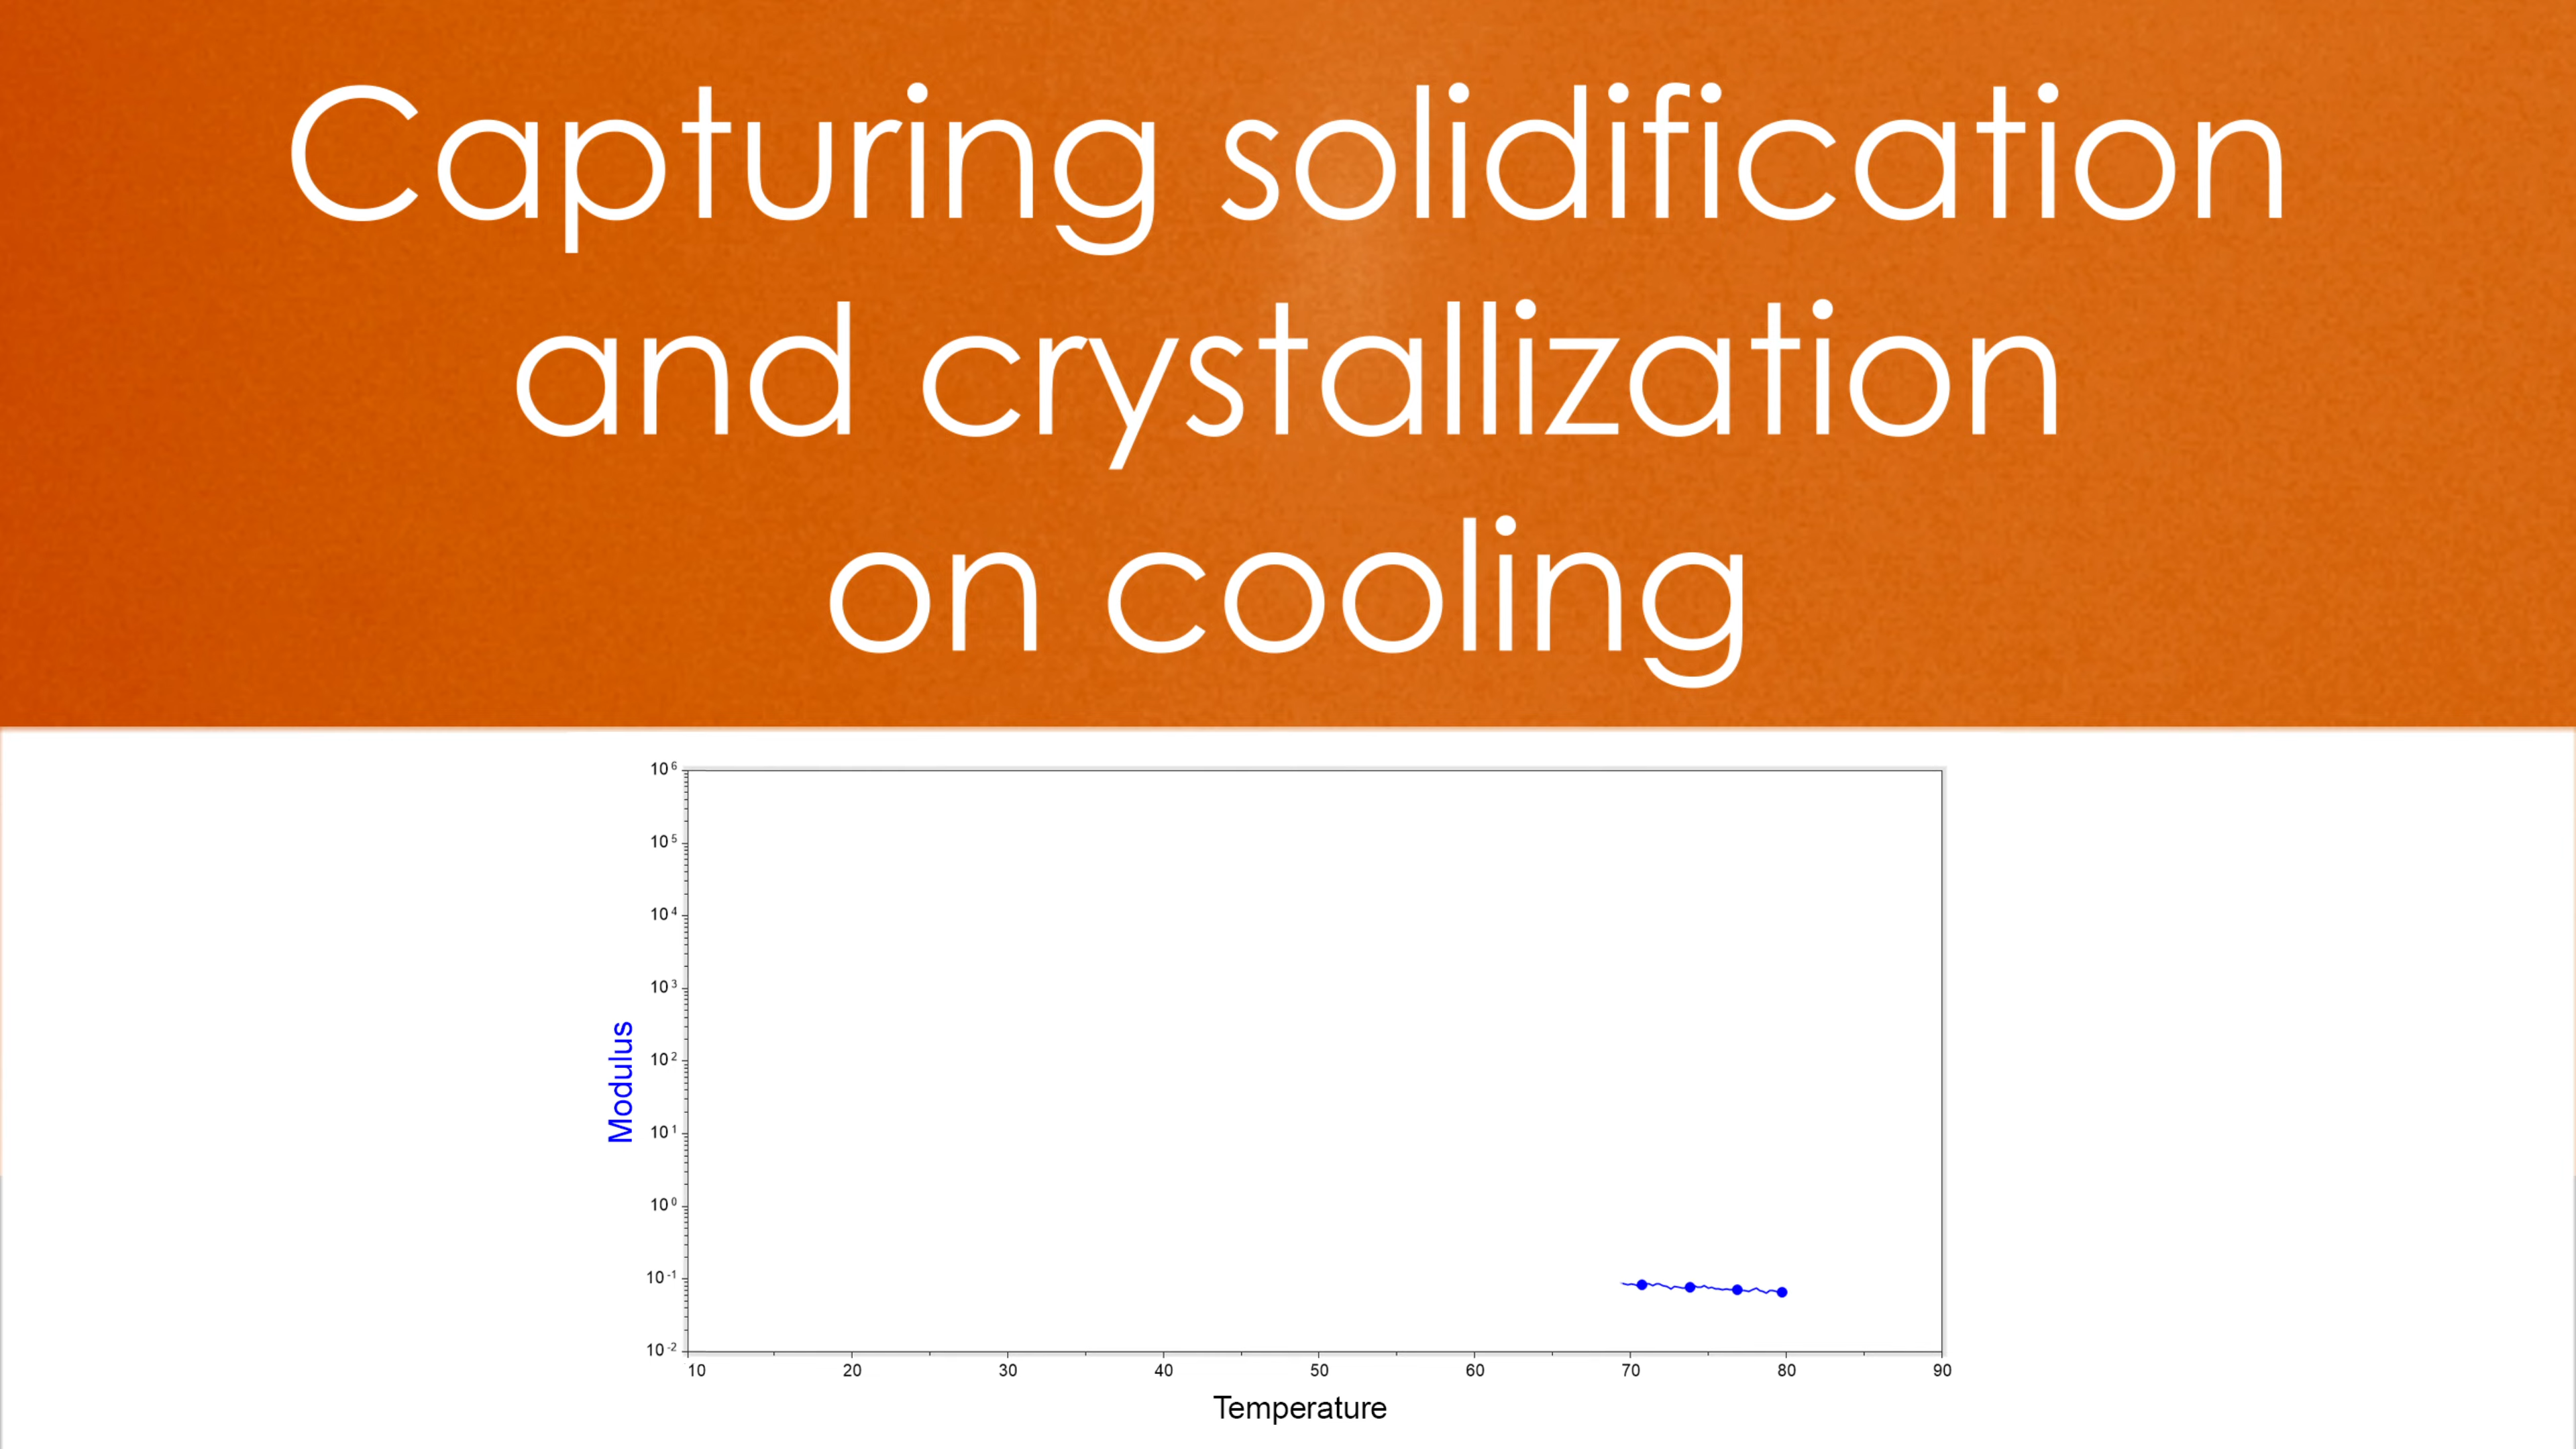 Capturing solidification
and crystallization
on cooling
10⁶
10⁵
10⁴
10³
10²
10¹
10⁰
10⁻¹
10⁻²
Modulus
10 20 30 40 50 60 70 80 90
Temperature